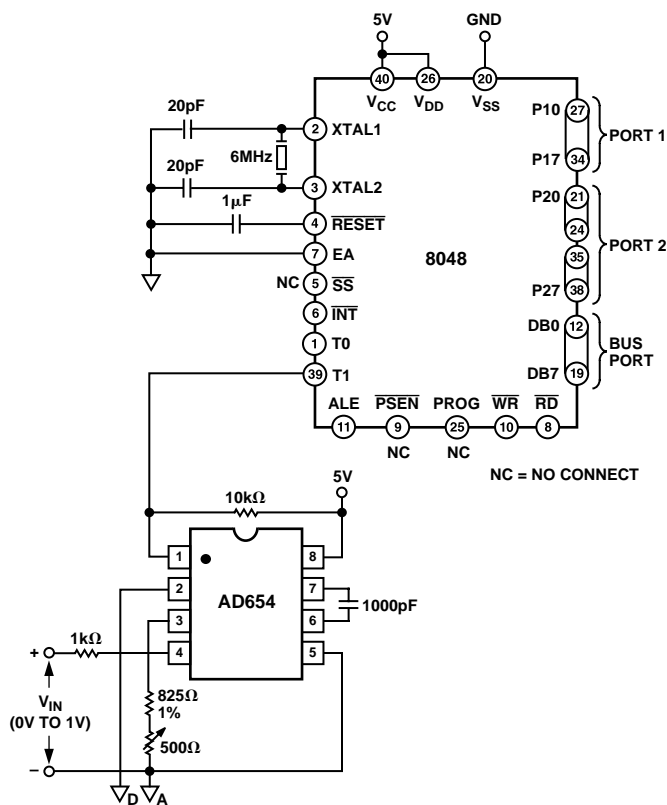 5V GND
40 26 20
VCC VDD VSS
20pF
2 XTAL1
6MHz
20pF
3 XTAL2
1μF
4 RESET
7 EA
NC 5 SS
6 INT
1 T0
39 T1
8048
P10 27
PORT 1
P17 34
P20 21
24
PORT 2
35
P27 38
DB0 12
BUS
PORT
DB7 19
ALE PSEN PROG WR RD
11 9 25 10 8
NC NC
NC = NO CONNECT
5V
10kΩ
1 8
2 7
AD654
1000pF
3 6
1kΩ
4 5
+
VIN
(0V TO 1V)
–
825Ω
1%
500Ω
D A